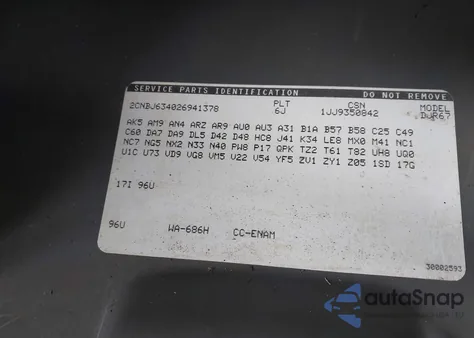 SERVICE PARTS IDENTIFICATION DO NOT REMOVE
PLT CSN MODEL
2CNBJ634026941378 6J 1JJ9350842 DJR67
AK5 AM9 AN4 ARZ AR9 AU0 AU3 A31 B1A B57 B58 C25 C49
C60 DA7 DA9 DL5 D42 D48 HC8 J41 K34 LE8 MX0 M41 NC1
NC7 NG5 NX2 N33 N40 PW8 P17 QPK TZ2 T61 T82 UH8 UQ0
U1C U73 VD9 VG8 VM5 V22 V54 YF5 ZV1 ZY1 Z05 1SD 17G
17I 96U
96U WA-686H CC-ENAM
30002593
autoSnap